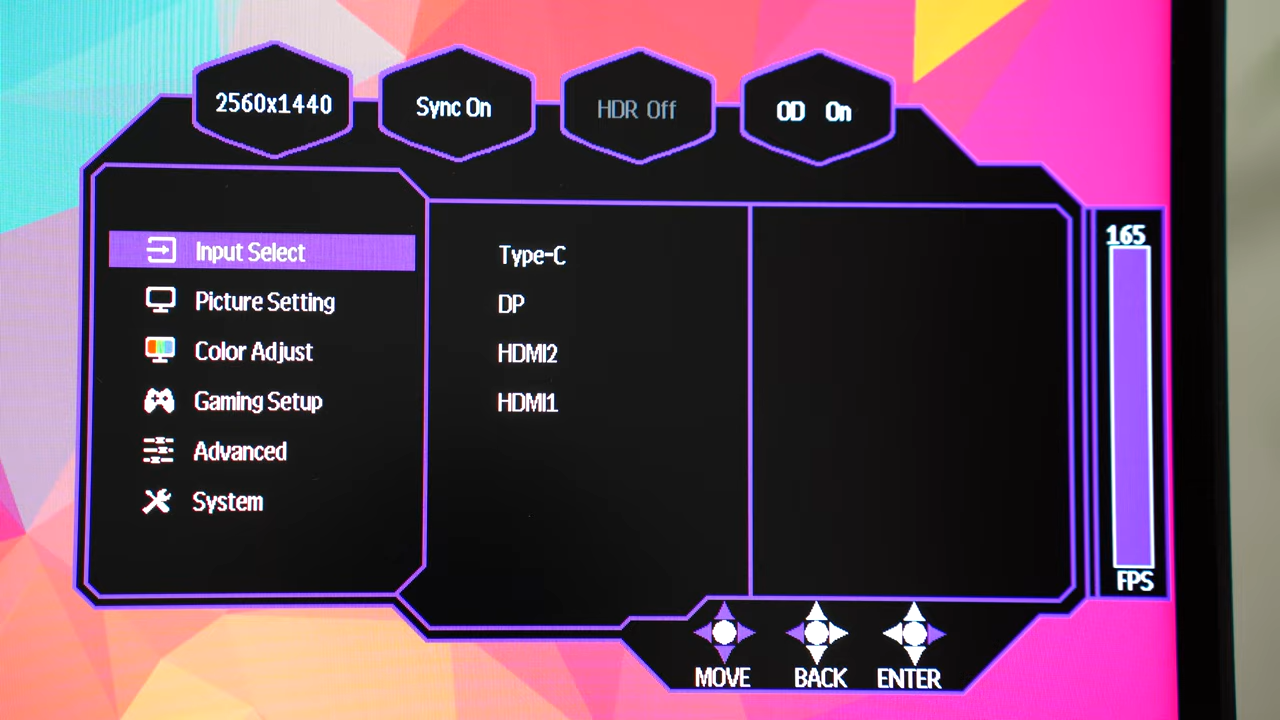 2560x1440
Sync On
HDR Off
OD On
165
Input Select
Picture Setting
Color Adjust
Gaming Setup
Advanced
System
Type-C
DP
HDMI2
HDMI1
FPS
MOVE
BACK
ENTER